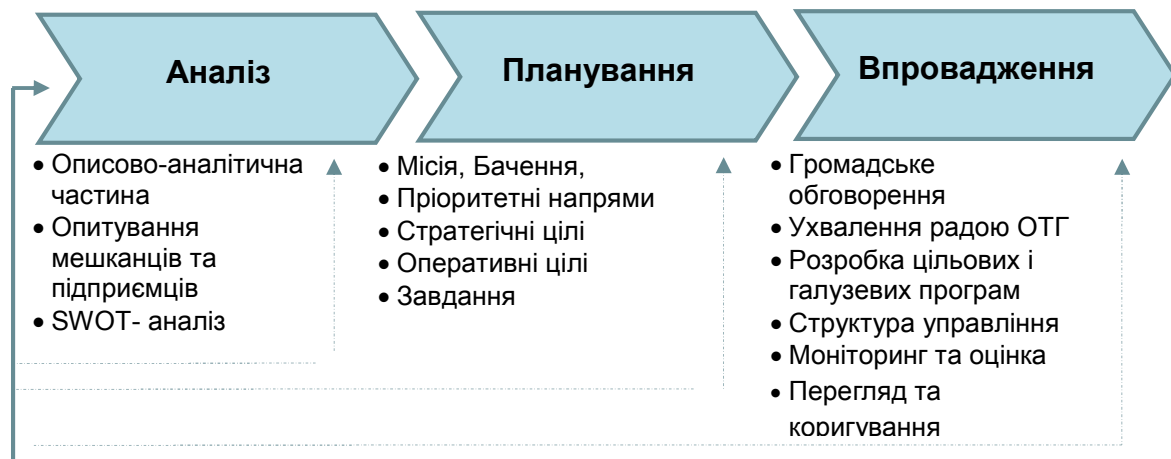 Аналіз
Планування
Впровадження
• Описово-аналітична
частина
• Опитування
мешканців та
підприємців
• SWOT- аналіз
• Місія, Бачення,
• Пріоритетні напрями
• Стратегічні цілі
• Оперативні цілі
• Завдання
• Громадське
обговорення
• Ухвалення радою ОТГ
• Розробка цільових і
галузевих програм
• Структура управління
• Моніторинг та оцінка
• Перегляд та
коригування